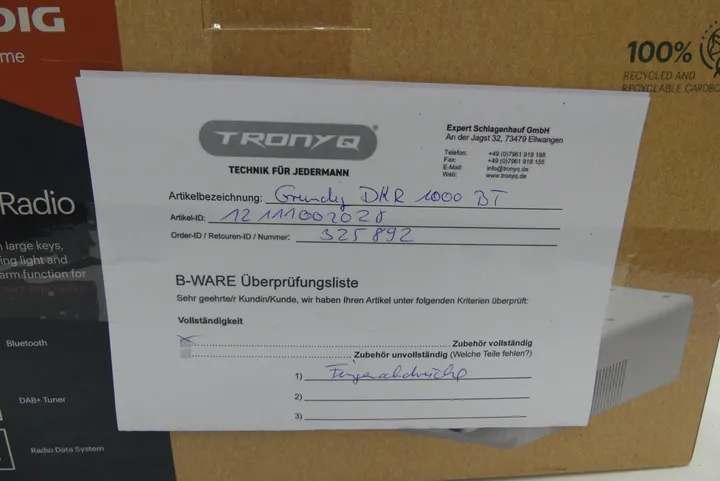 DIG
me
100%
RECYCLED AND
RECYCLABLE CARDBO
TRONYQ
TECHNIK FÜR JEDERMANN
Expert Schlagenhauf GmbH
An der Jagst 32, 73479 Ellwangen
Telefon: +49 (0)7961 918 188
Fax: +49 (0)7961 918 155
E-Mail: info@tronyq.de
Web: www.tronyq.de
Artikelbezeichnung: Grundig DKR 1000 BT
Artikel-ID: 12111002028
Order-ID / Retouren-ID / Nummer: 325892
B-WARE Überprüfungsliste
Sehr geehrte/r Kundin/Kunde, wir haben Ihren Artikel unter folgenden Kriterien überprüft:
Vollständigkeit
x Zubehör vollständig
Zubehör unvollständig (Welche Teile fehlen?)
1) Fingerabdrücke
2)
3)
Radio
large keys,
ing light and
arm function for
Bluetooth
DAB+ Tuner
Radio Data System